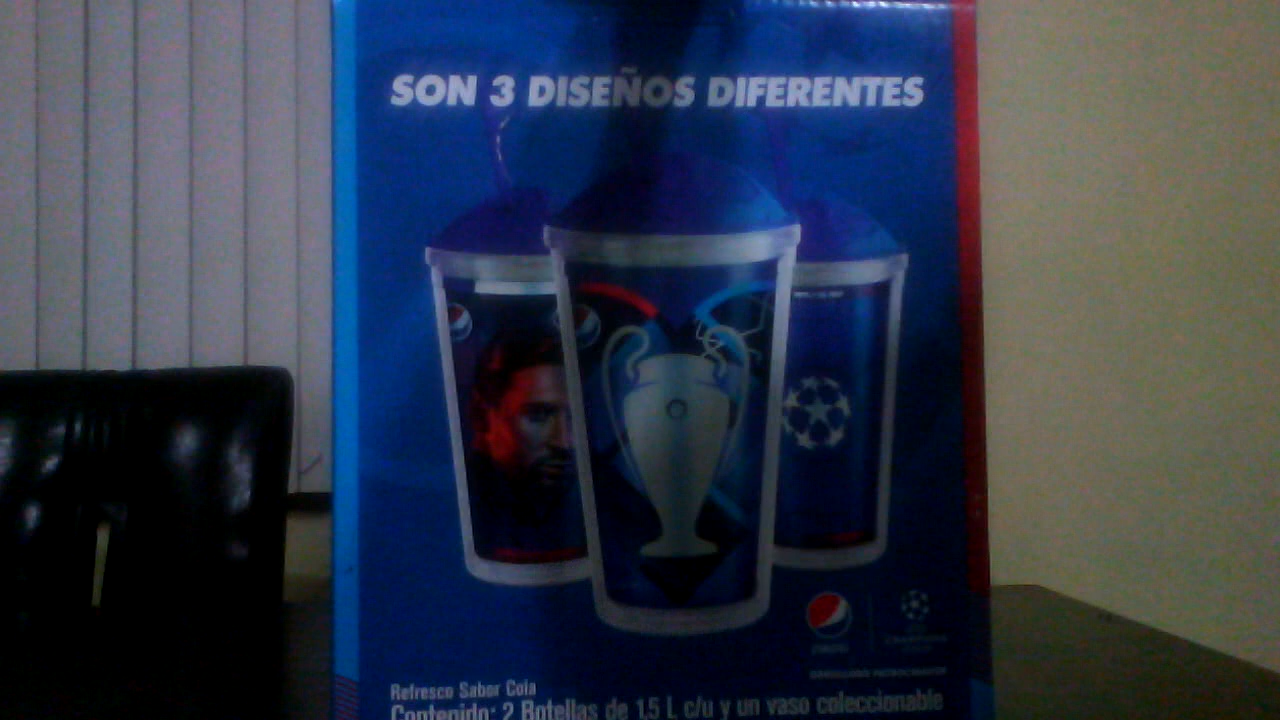 SON 3 DISEÑOS DIFERENTES
Refresco Sabor Cola
Contenido: 2 Botellas de 1.5 L c/u y un vaso coleccionable